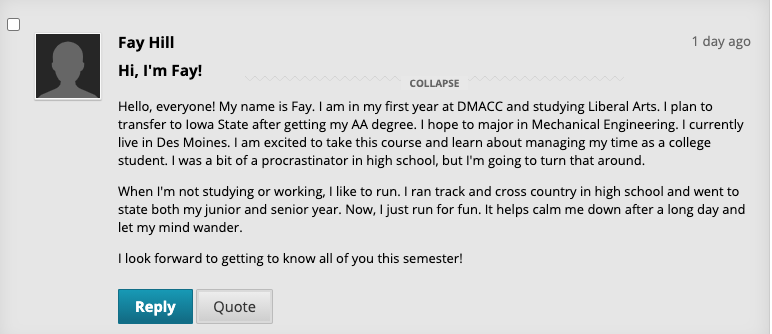 Fay Hill
1 day ago
Hi, I'm Fay!
COLLAPSE
Hello, everyone! My name is Fay. I am in my first year at DMACC and studying Liberal Arts. I plan to
transfer to Iowa State after getting my AA degree. I hope to major in Mechanical Engineering. I currently
live in Des Moines. I am excited to take this course and learn about managing my time as a college
student. I was a bit of a procrastinator in high school, but I'm going to turn that around.
When I'm not studying or working, I like to run. I ran track and cross country in high school and went to
state both my junior and senior year. Now, I just run for fun. It helps calm me down after a long day and
let my mind wander.
I look forward to getting to know all of you this semester!
Reply
Quote